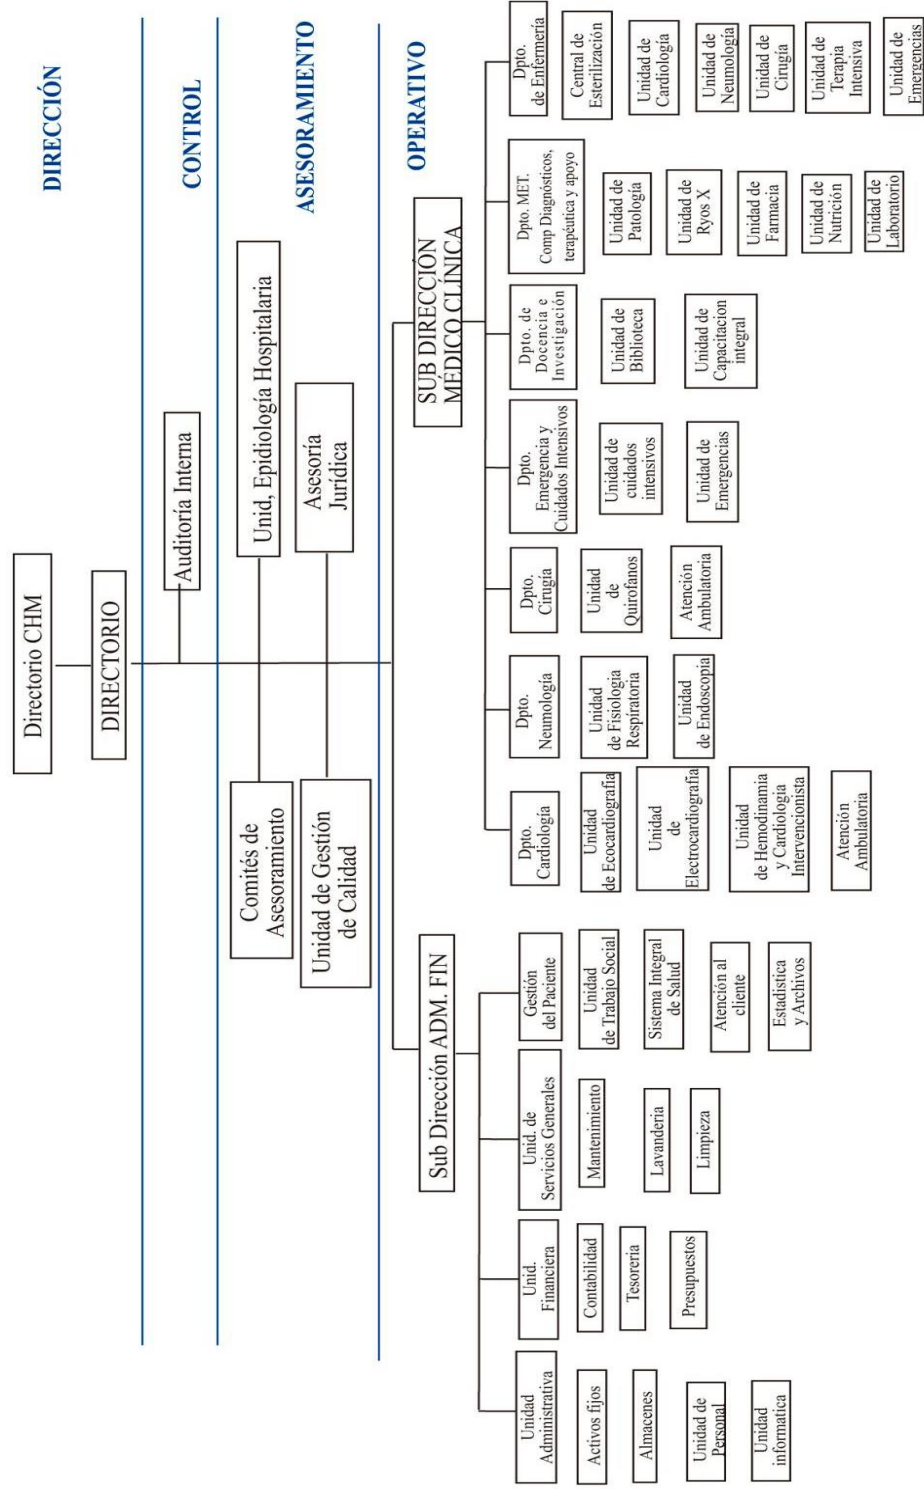 Directorio CHM
DIRECCIÓN
DIRECTORIO
Auditoría Interna
CONTROL
Comités de
Asesoramiento
Unid, Epidiología Hospitalaria
ASESORAMIENTO
Unidad de Gestión
de Calidad
Asesoría
Jurídica
OPERATIVO
Sub Dirección ADM. FIN
SUB DIRECCIÓN
MÉDICO CLÍNICA
Unidad
Administrativa
Activos fijos
Almacenes
Unidad de
Personal
Unidad
informatica
Unid.
Financiera
Contabilidad
Tesoreria
Presupuestos
Unid. de
Servicios Generales
Mantenimiento
Lavanderia
Limpieza
Gestión
del Paciente
Unidad
de Trabajo Social
Sistema Integral
de Salud
Atención al
cliente
Estadistica
y Archivos
Dpto.
Cardiología
Unidad
de Ecocardiografia
Unidad
de
Electrocardiografia
Unidad
de Hemodinamia
y Cardiología
Intervencionista
Atención
Ambulatoria
Dpto.
Neumología
Unidad
de Fisiologia
Respiratoria
Unidad
de Endoscopia
Dpto.
Cirugía
Unidad
de
Quirofanos
Atención
Ambulatoria
Dpto.
Emergencia y
Cuidados Intensivos
Unidad de
cuidados
intensivos
Unidad de
Emergencias
Dpto. de
Docencia e
Investigación
Unidad de
Biblioteca
Unidad de
Capacitacion
integral
Dpto. MET.
Comp Diagnósticos,
terapéutica y apoyo
Unidad de
Patología
Unidad de
Ryos X
Unidad de
Farmacia
Unidad de
Nutrición
Unidad de
Laboratorio
Dpto.
de Enfermería
Central de
Esterilización
Unidad de
Cardiología
Unidad de
Neumología
Unidad de
Cirugía
Unidad de
Terapia
Intensiva
Unidad de
Emergencias